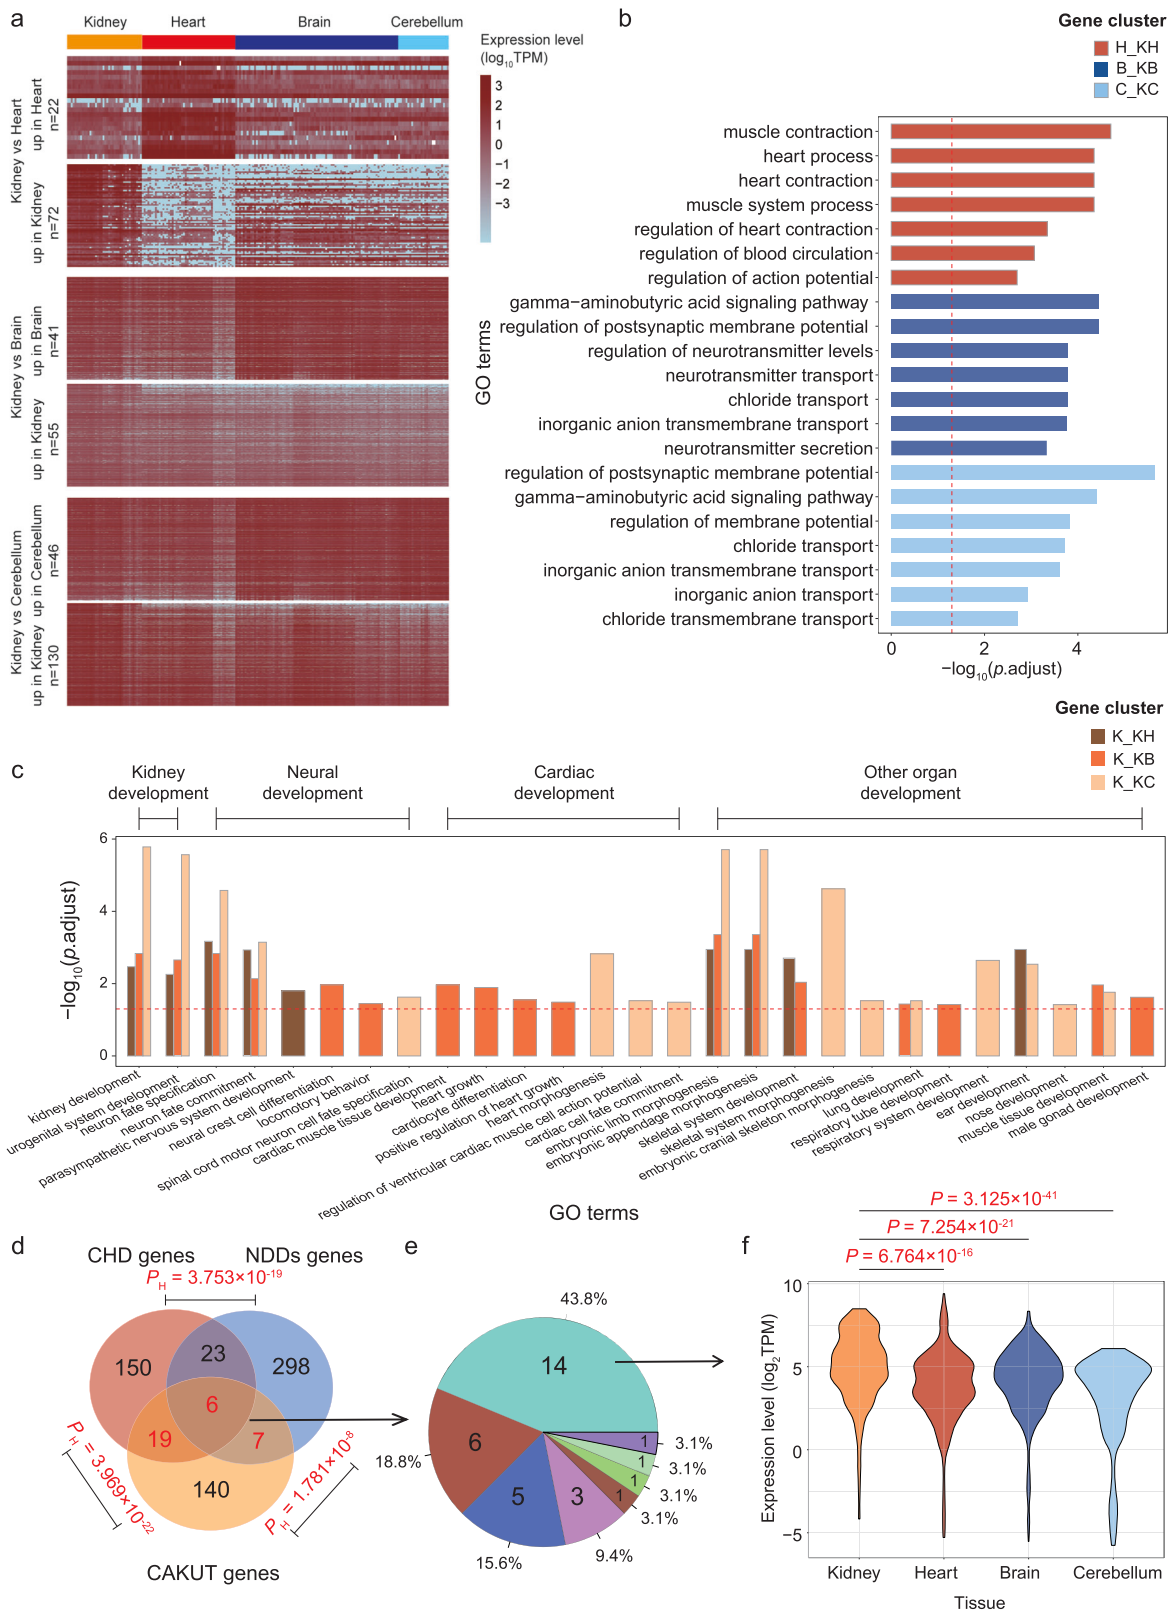 a
Kidney
Heart
Brain
Cerebellum
Expression level
(log10TPM)
3
2
1
0
−1
−2
−3
Kidney vs Heart
up in Heart
n=22
up in Kidney
n=72
Kidney vs Brain
up in Brain
n=41
up in Kidney
n=55
Kidney vs Cerebellum
up in Cerebellum
n=46
up in Kidney
n=130
b
Gene cluster
H_KH
B_KB
C_KC
GO terms
muscle contraction
heart process
heart contraction
muscle system process
regulation of heart contraction
regulation of blood circulation
regulation of action potential
gamma−aminobutyric acid signaling pathway
regulation of postsynaptic membrane potential
regulation of neurotransmitter levels
neurotransmitter transport
chloride transport
inorganic anion transmembrane transport
neurotransmitter secretion
regulation of postsynaptic membrane potential
gamma−aminobutyric acid signaling pathway
regulation of membrane potential
chloride transport
inorganic anion transmembrane transport
inorganic anion transport
chloride transmembrane transport
0 2 4
−log10(p.adjust)
Gene cluster
K_KH
K_KB
K_KC
c
Kidney
development
Neural
development
Cardiac
development
Other organ
development
−log10(p.adjust)
6
4
2
0
kidney development
urogenital system development
neuron fate specification
neuron fate commitment
parasympathetic nervous system development
neural crest cell differentiation
locomotory behavior
spinal cord motor neuron cell fate specification
cardiac muscle tissue development
heart growth
cardiocyte differentiation
positive regulation of heart growth
heart morphogenesis
regulation of ventricular cardiac muscle cell action potential
cardiac cell fate commitment
embryonic limb morphogenesis
embryonic appendage morphogenesis
skeletal system development
skeletal system morphogenesis
embryonic cranial skeleton morphogenesis
lung development
respiratory tube development
respiratory system development
ear development
nose development
muscle tissue development
male gonad development
GO terms
d
CHD genes
NDDs genes
PH = 3.753×10-19
150
23
298
6
19
7
140
PH = 3.969×10-22
PH = 1.781×10-8
CAKUT genes
e
43.8%
14
6
18.8%
5
15.6%
3
9.4%
1
3.1%
1
3.1%
1
3.1%
1
3.1%
f
P = 3.125×10-41
P = 7.254×10-21
P = 6.764×10-16
Expression level (log2TPM)
10
5
0
−5
Kidney
Heart
Brain
Cerebellum
Tissue